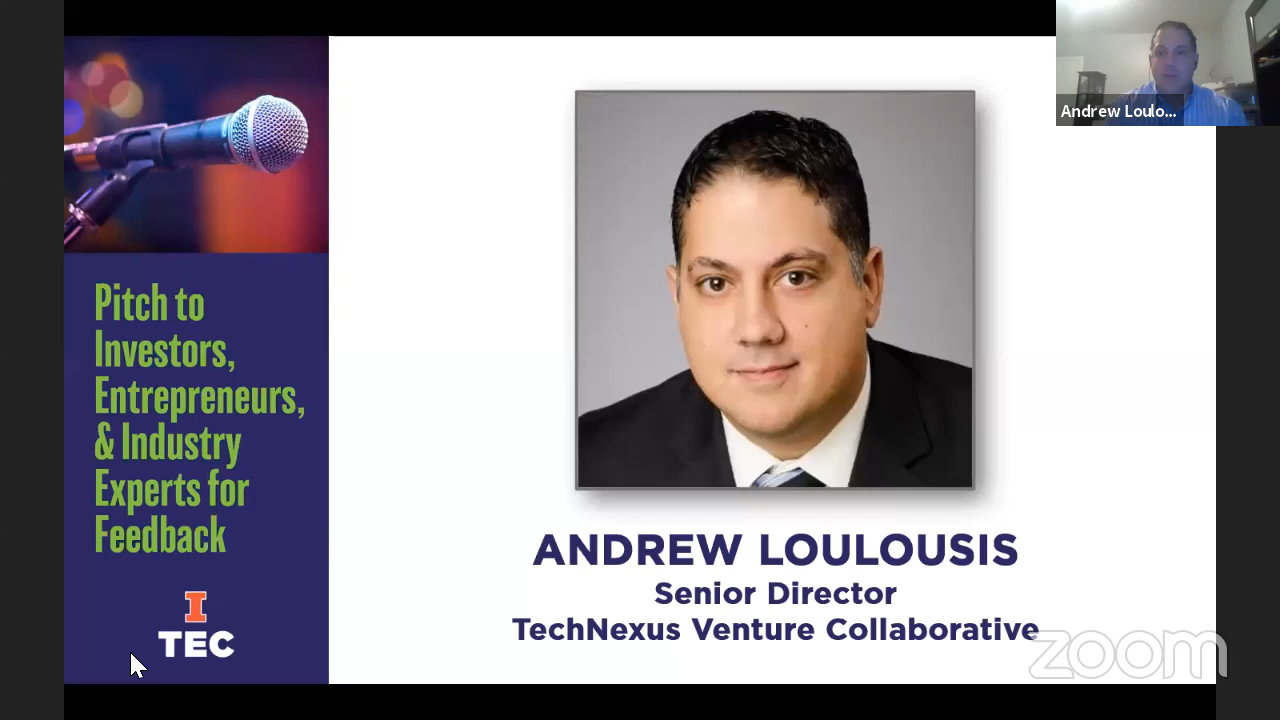 Andrew Loulo...
Pitch to
Investors,
Entrepreneurs,
& Industry
Experts for
Feedback
I
TEC
ANDREW LOULOUSIS
Senior Director
TechNexus Venture Collaborative
zoom